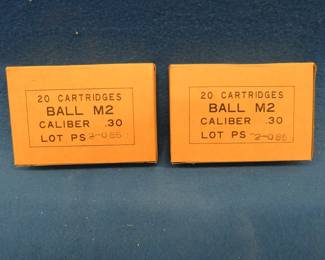 20 CARTRIDGES
BALL M2
CALIBER .30
LOT PS
20 CARTRIDGES
BALL M2
CALIBER .30
LOT PS